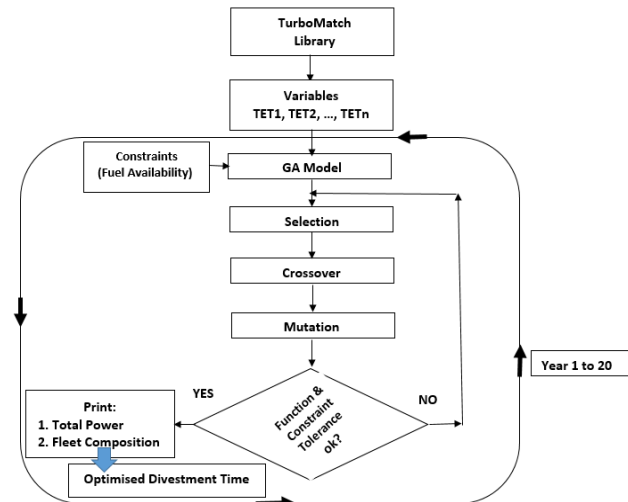 TurboMatch
Library
Variables
TET1, TET2, ..., TETn
Constraints
(Fuel Availability)
GA Model
Selection
Crossover
Mutation
Function &
Constraint
Tolerance
ok?
YES
NO
Year 1 to 20
Print:
1. Total Power
2. Fleet Composition
Optimised Divestment Time